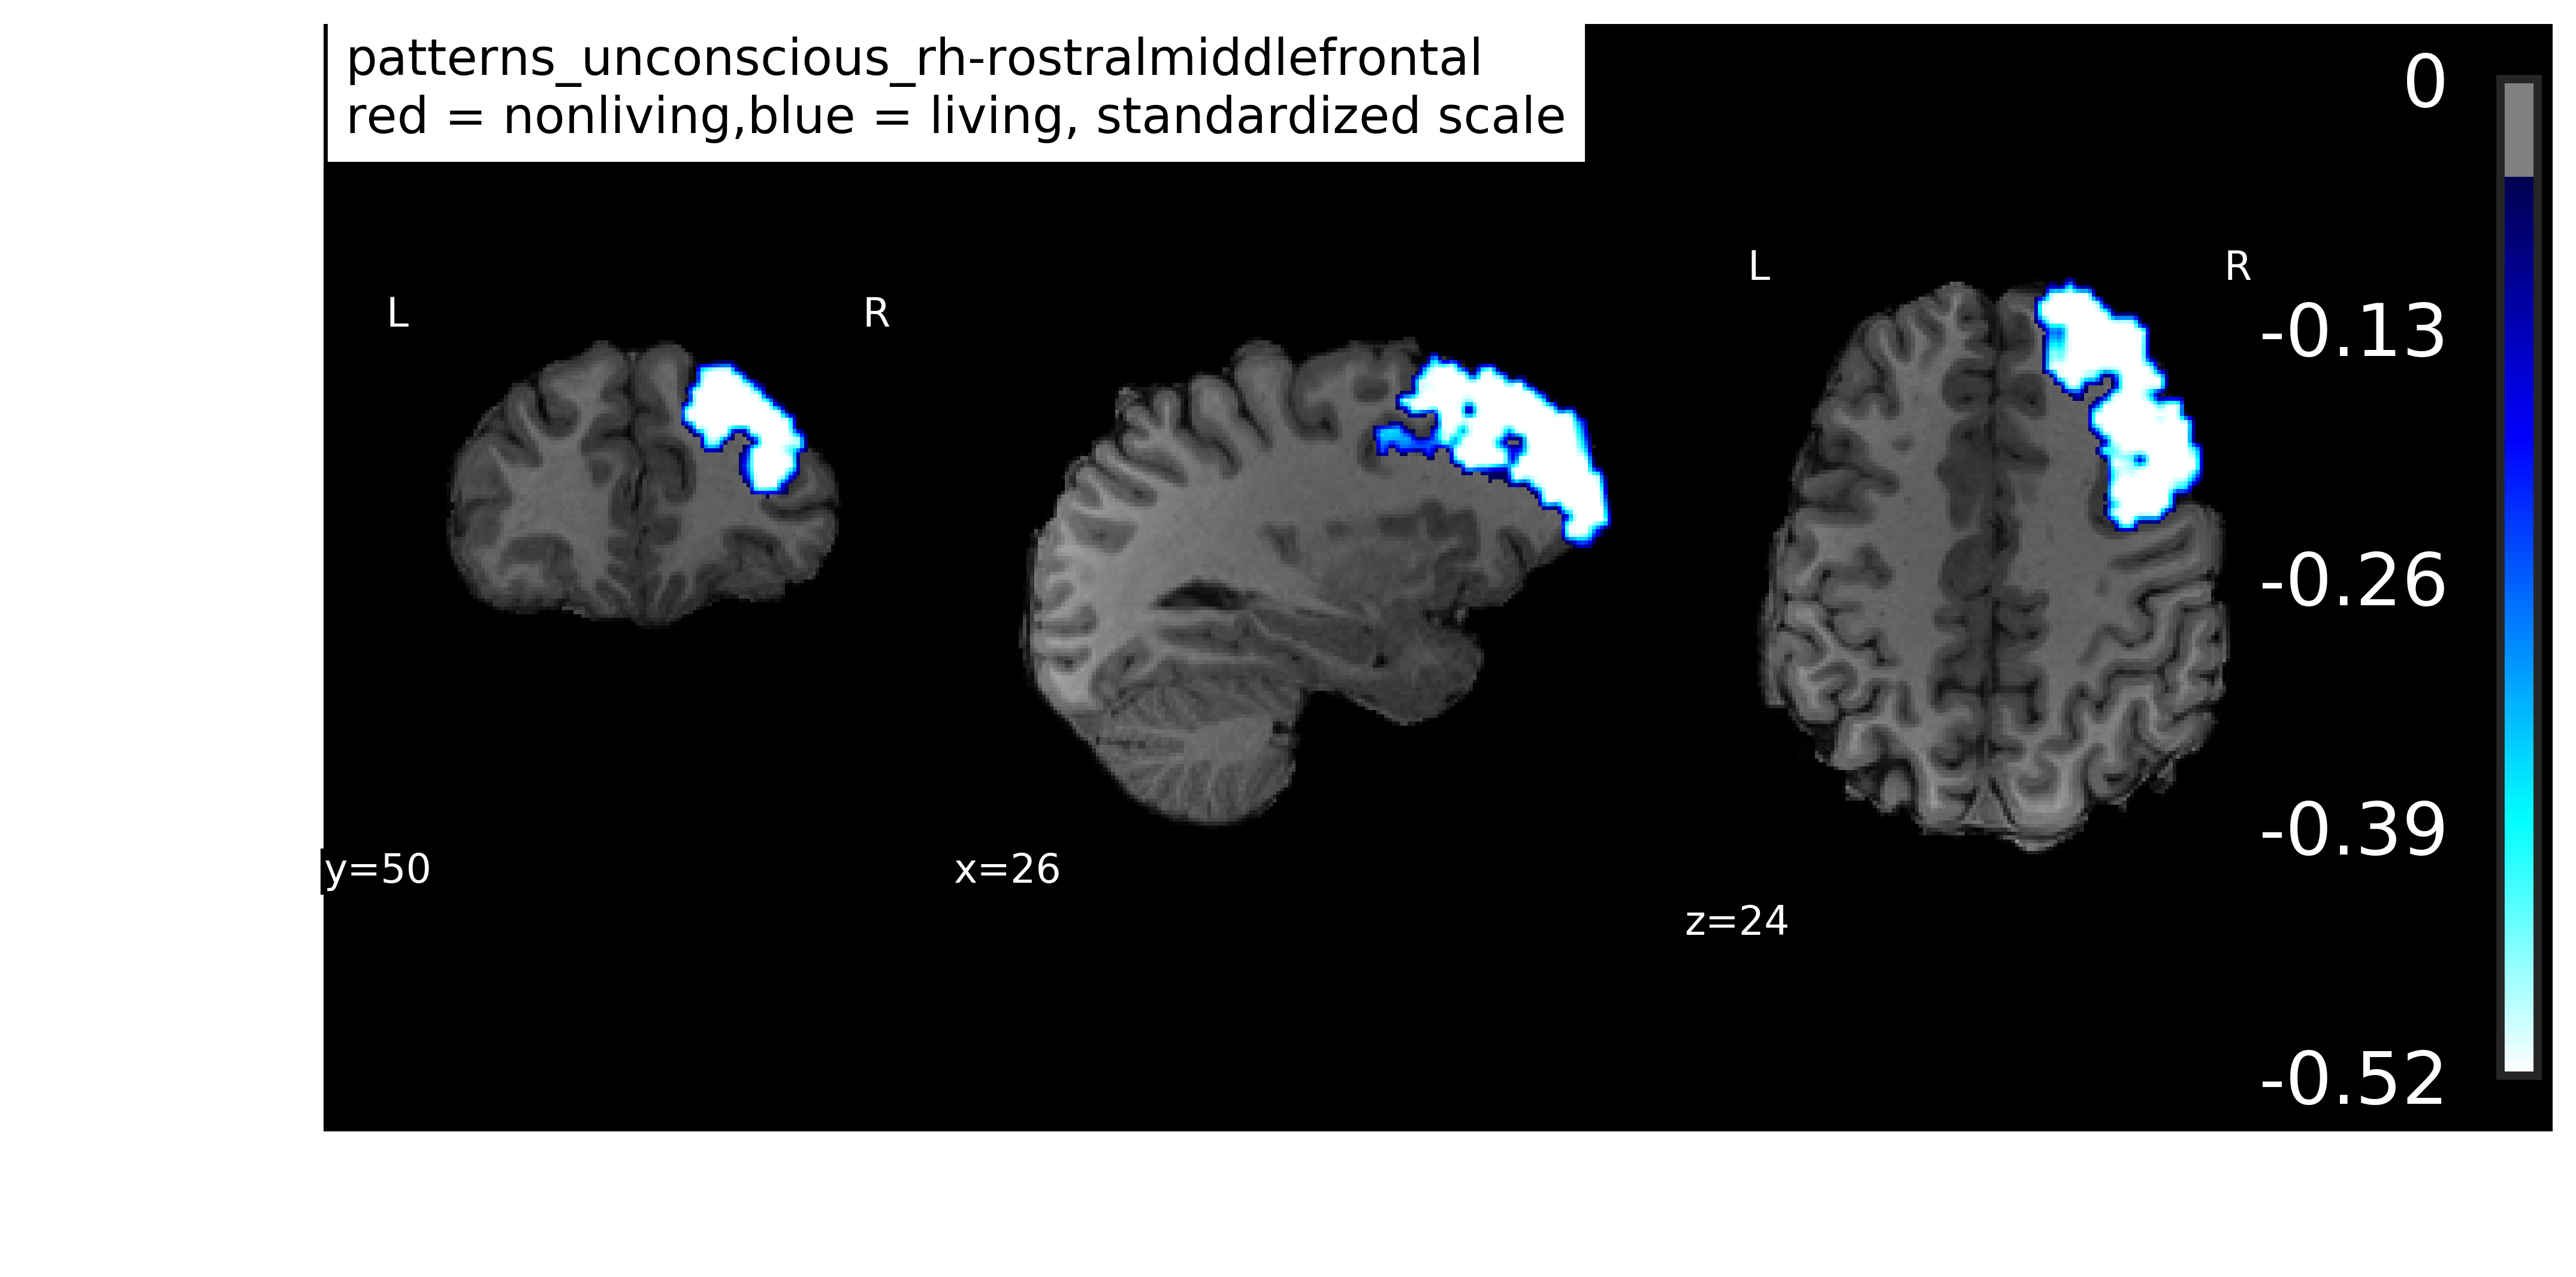 patterns_unconscious_rh-rostralmiddlefrontal
red = nonliving,blue = living, standardized scale
L
R
y=50
x=26
L
R
z=24
0
-0.13
-0.26
-0.39
-0.52